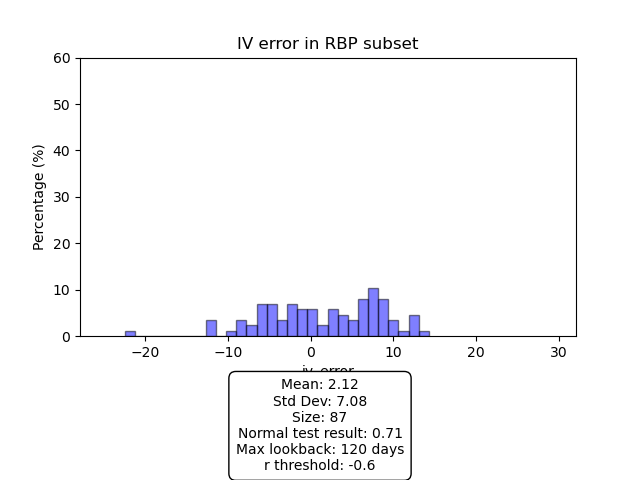 IV error in RBP subset
60
50
40
30
20
10
0
Percentage (%)
−20
−10
0
10
20
30
iv_error
Mean: 2.12
Std Dev: 7.08
Size: 87
Normal test result: 0.71
Max lookback: 120 days
r threshold: -0.6